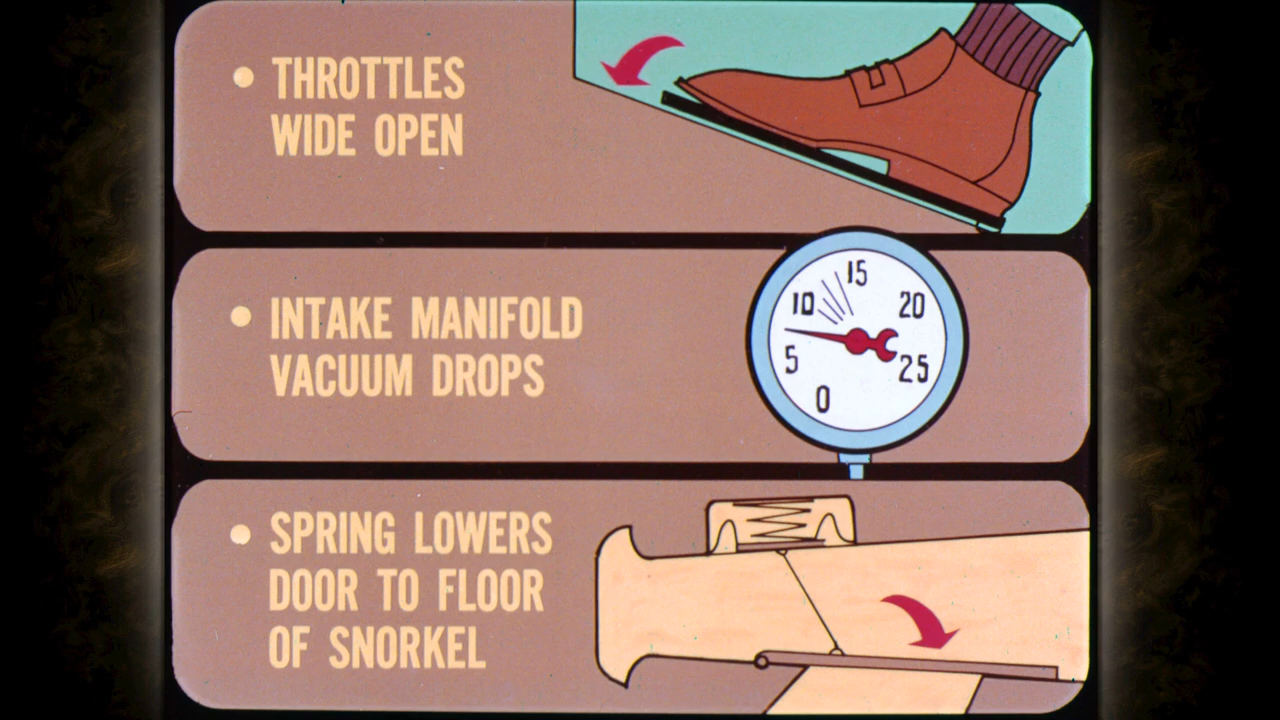 • THROTTLES
WIDE OPEN
• INTAKE MANIFOLD
VACUUM DROPS
15
10
20
5
25
0
• SPRING LOWERS
DOOR TO FLOOR
OF SNORKEL